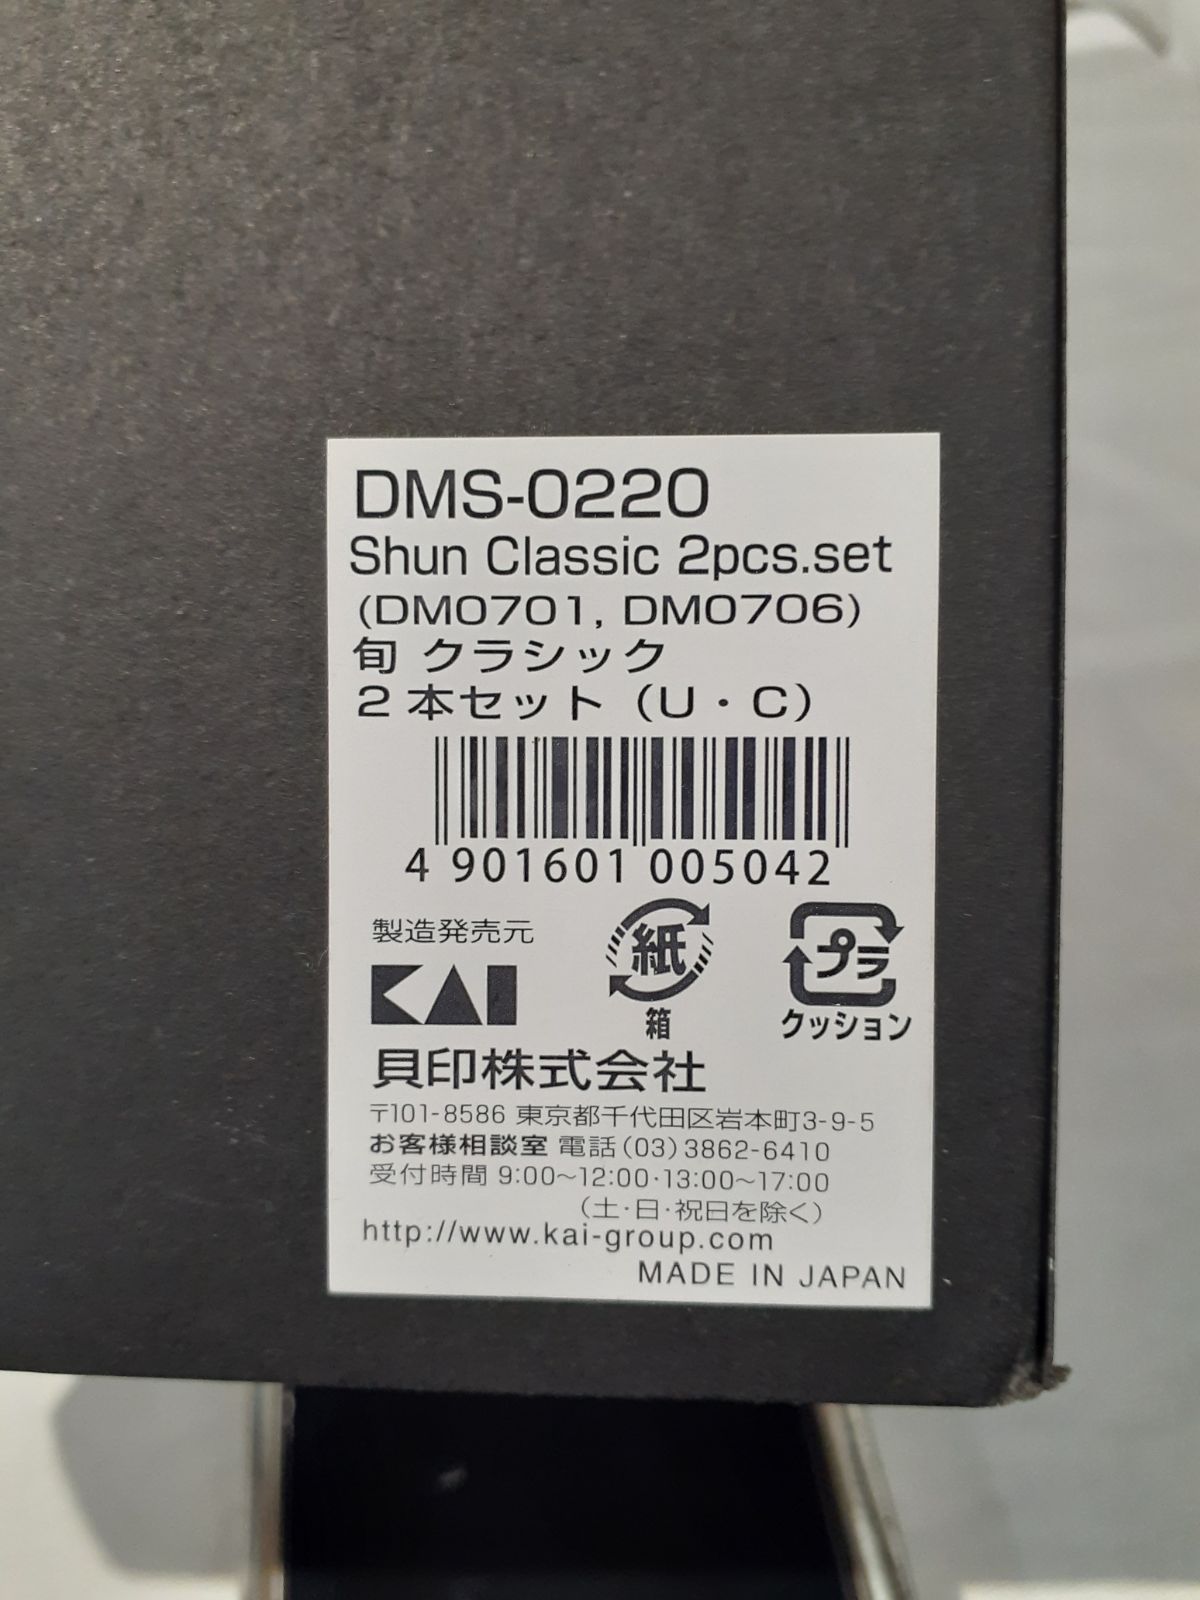 DMS-0220
Shun Classic 2pcs.set
(DM0701, DM0706)
旬 クラシック
2 本セット（U・C）
4 901601 005042
製造発売元
KAI
紙
箱
プラ
クッション
貝印株式会社
〒101-8586 東京都千代田区岩本町3-9-5
お客様相談室 電話(03)3862-6410
受付時間 9:00〜12:00・13:00〜17:00
（土・日・祝日を除く）
http://www.kai-group.com
MADE IN JAPAN